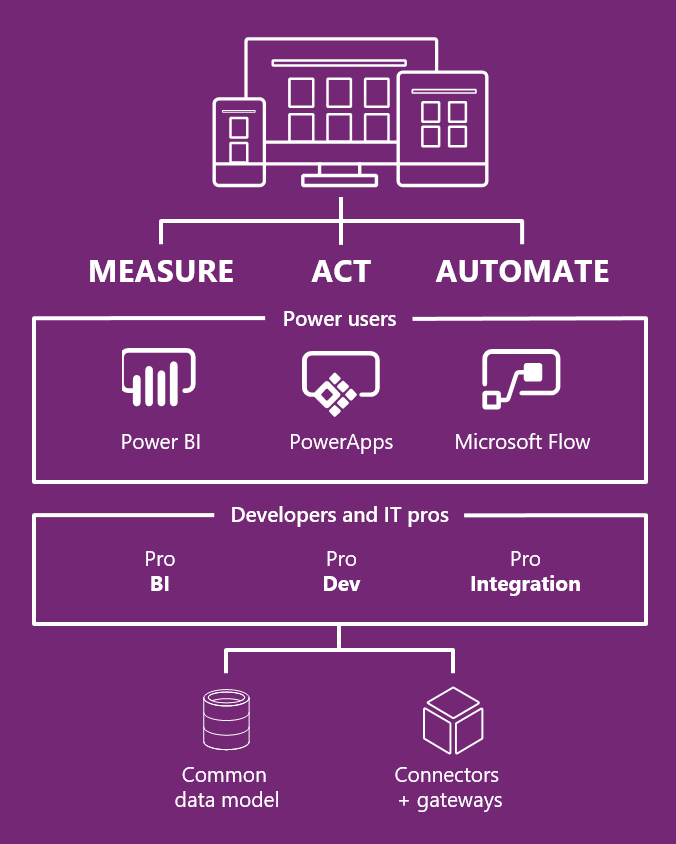 MEASURE ACT AUTOMATE
Power users
Power BI PowerApps Microsoft Flow
Developers and IT pros
Pro Pro Pro
BI Dev Integration
Common Connectors
data model + gateways